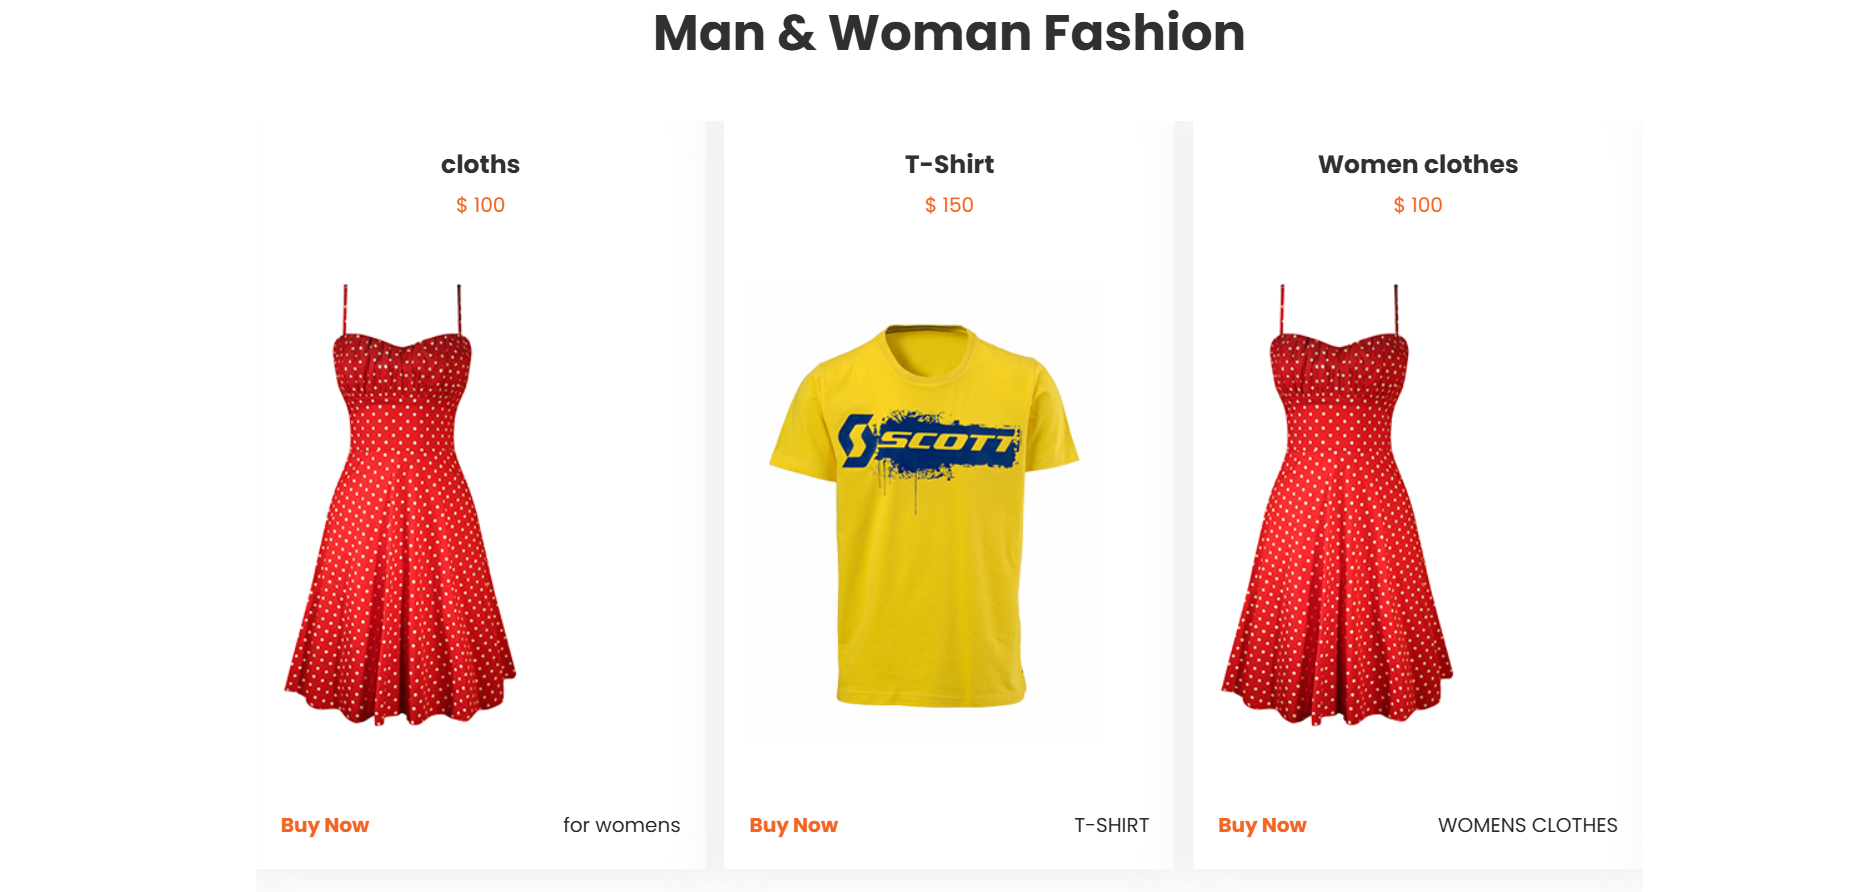 Man & Woman Fashion
cloths
$ 100
Buy Now
for womens
T-Shirt
$ 150
SCOTT
Buy Now
T-SHIRT
Women clothes
$ 100
Buy Now
WOMENS CLOTHES